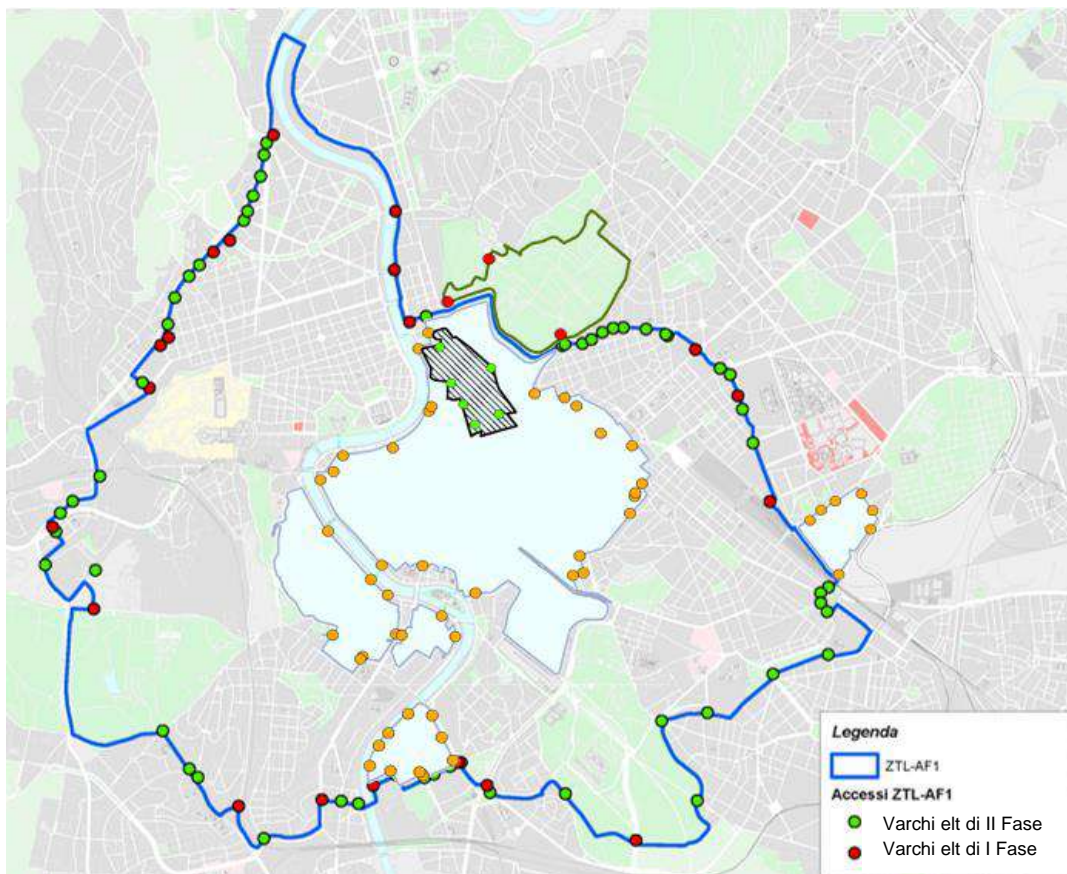 Legenda
ZTL-AF1
Accessi ZTL-AF1
Varchi elt di II Fase
Varchi elt di I Fase